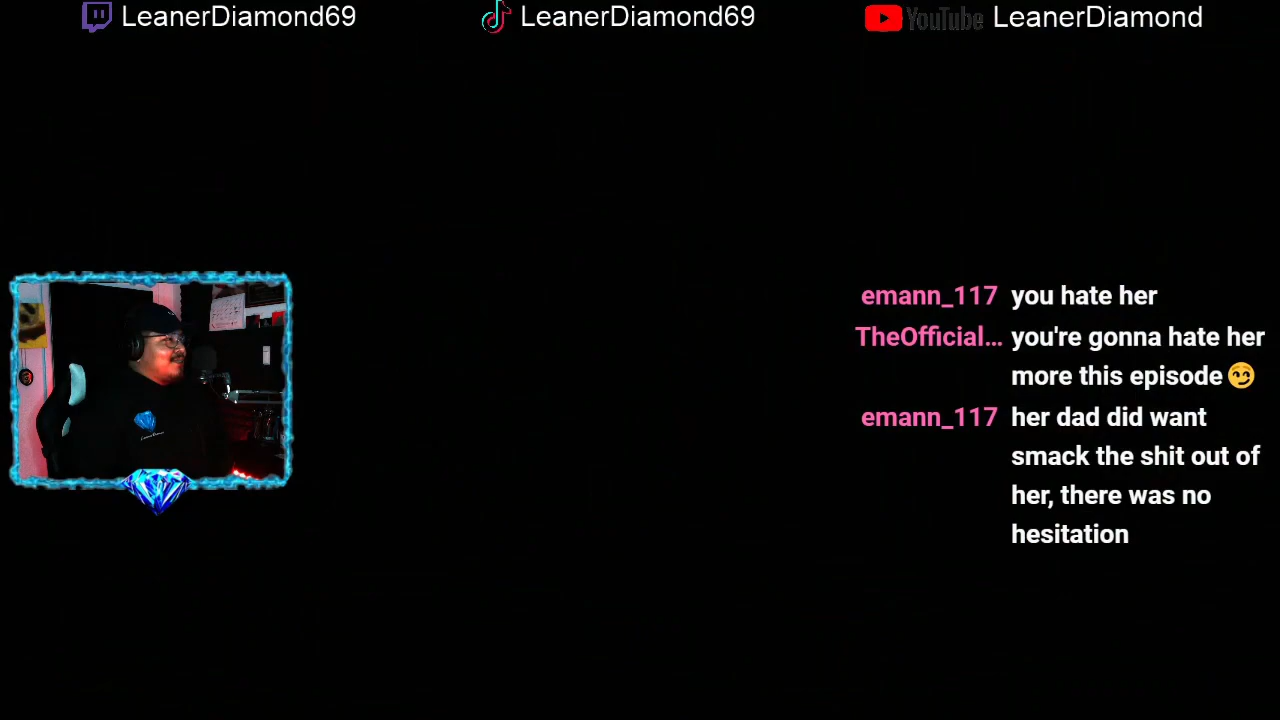 LeanerDiamond69 LeanerDiamond69 YouTube LeanerDiamond
emann_117 you hate her
TheOfficial... you're gonna hate her
more this episode😏
emann_117 her dad did want
smack the shit out of
her, there was no
hesitation